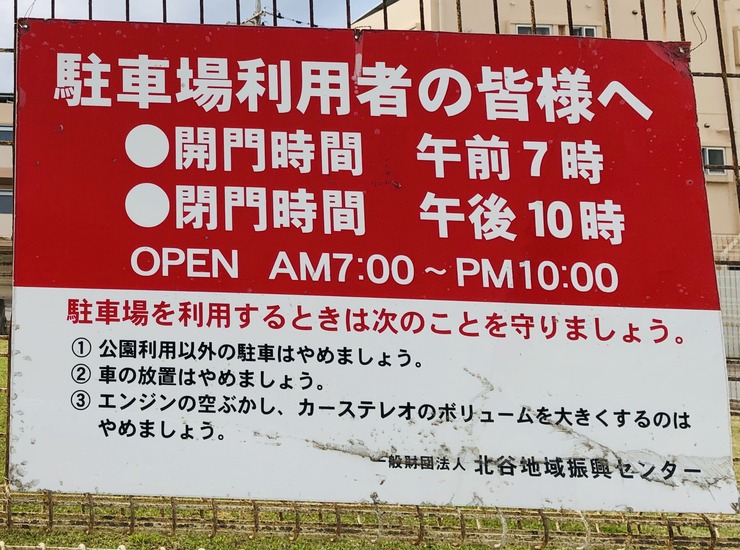 駐車場利用者の皆様へ
●開門時間　午前7時
●閉門時間　午後10時
OPEN AM7:00～PM10:00
駐車場を利用するときは次のことを守りましょう。
① 公園利用以外の駐車はやめましょう。
② 車の放置はやめましょう。
③ エンジンの空ぶかし、カーステレオのボリュームを大きくするのは
やめましょう。
一般財団法人 北谷地域振興センター